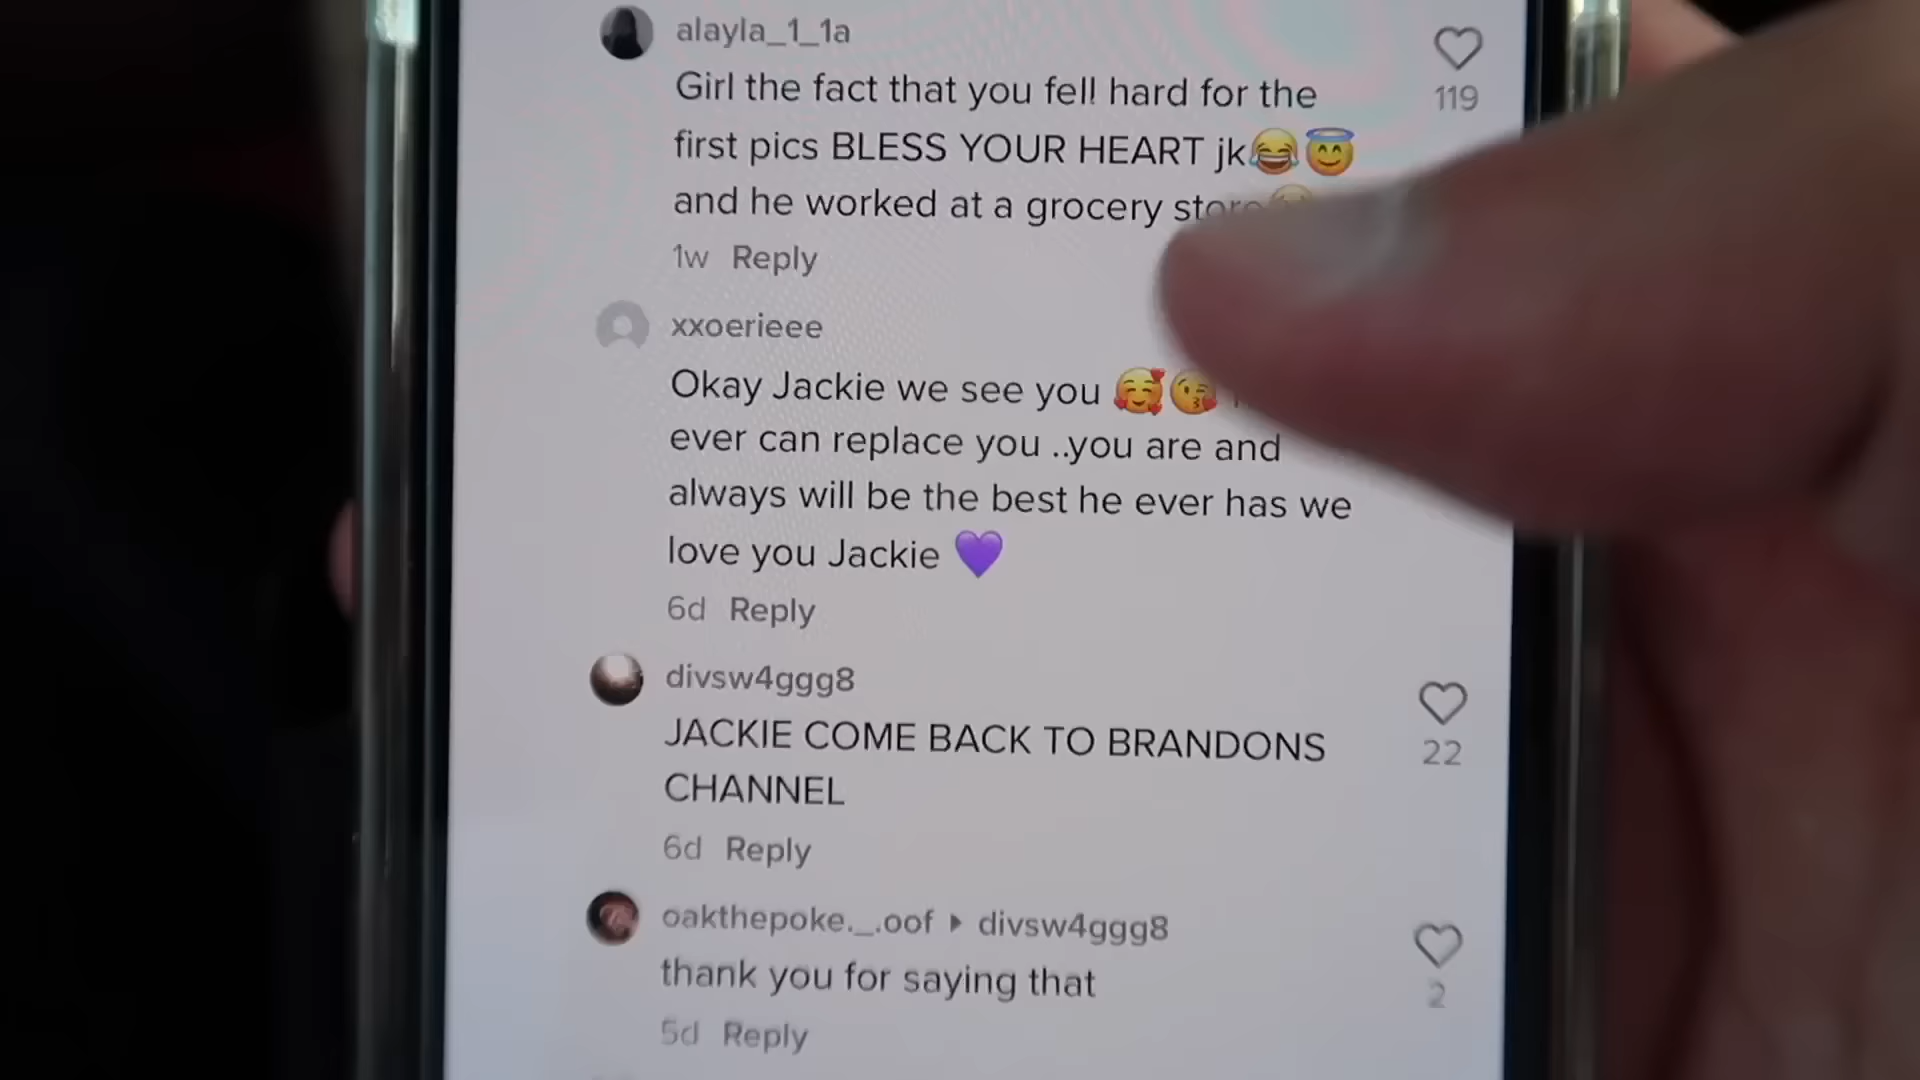 alayla_1_1a
Girl the fact that you fell hard for the
first pics BLESS YOUR HEART jk😂😇
and he worked at a grocery store
119
1w Reply
xxoerieee
Okay Jackie we see you 🥰😘
ever can replace you ..you are and
always will be the best he ever has we
love you Jackie 💜
6d Reply
divsw4ggg8
JACKIE COME BACK TO BRANDONS
CHANNEL
22
6d Reply
oakthepoke._.oof ▸ divsw4ggg8
thank you for saying that
2
5d Reply